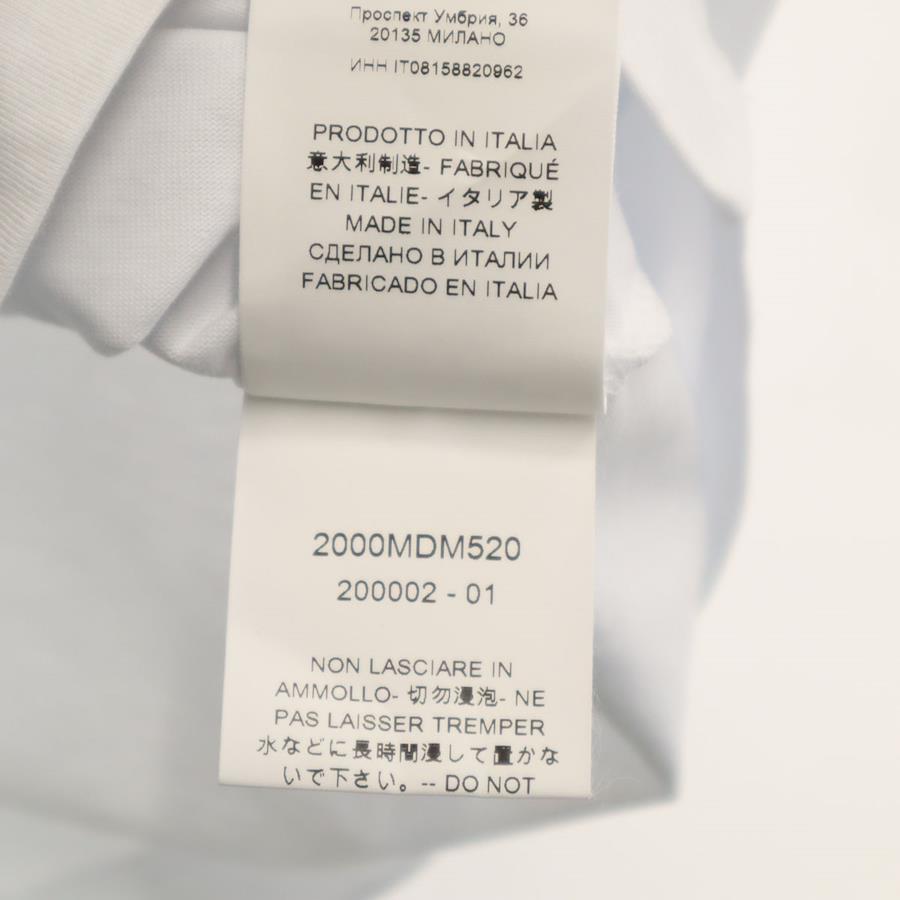 Проспект Умбрия, 36
20135 МИЛАНО
ИНН IT08158820962
PRODOTTO IN ITALIA
意大利制造- FABRIQUÉ
EN ITALIE- イタリア製
MADE IN ITALY
СДЕЛАНО В ИТАЛИИ
FABRICADO EN ITALIA
2000MDM520
200002 - 01
NON LASCIARE IN
AMMOLLO- 切勿浸泡- NE
PAS LAISSER TREMPER
水などに長時間浸して置かな
いで下さい。-- DO NOT